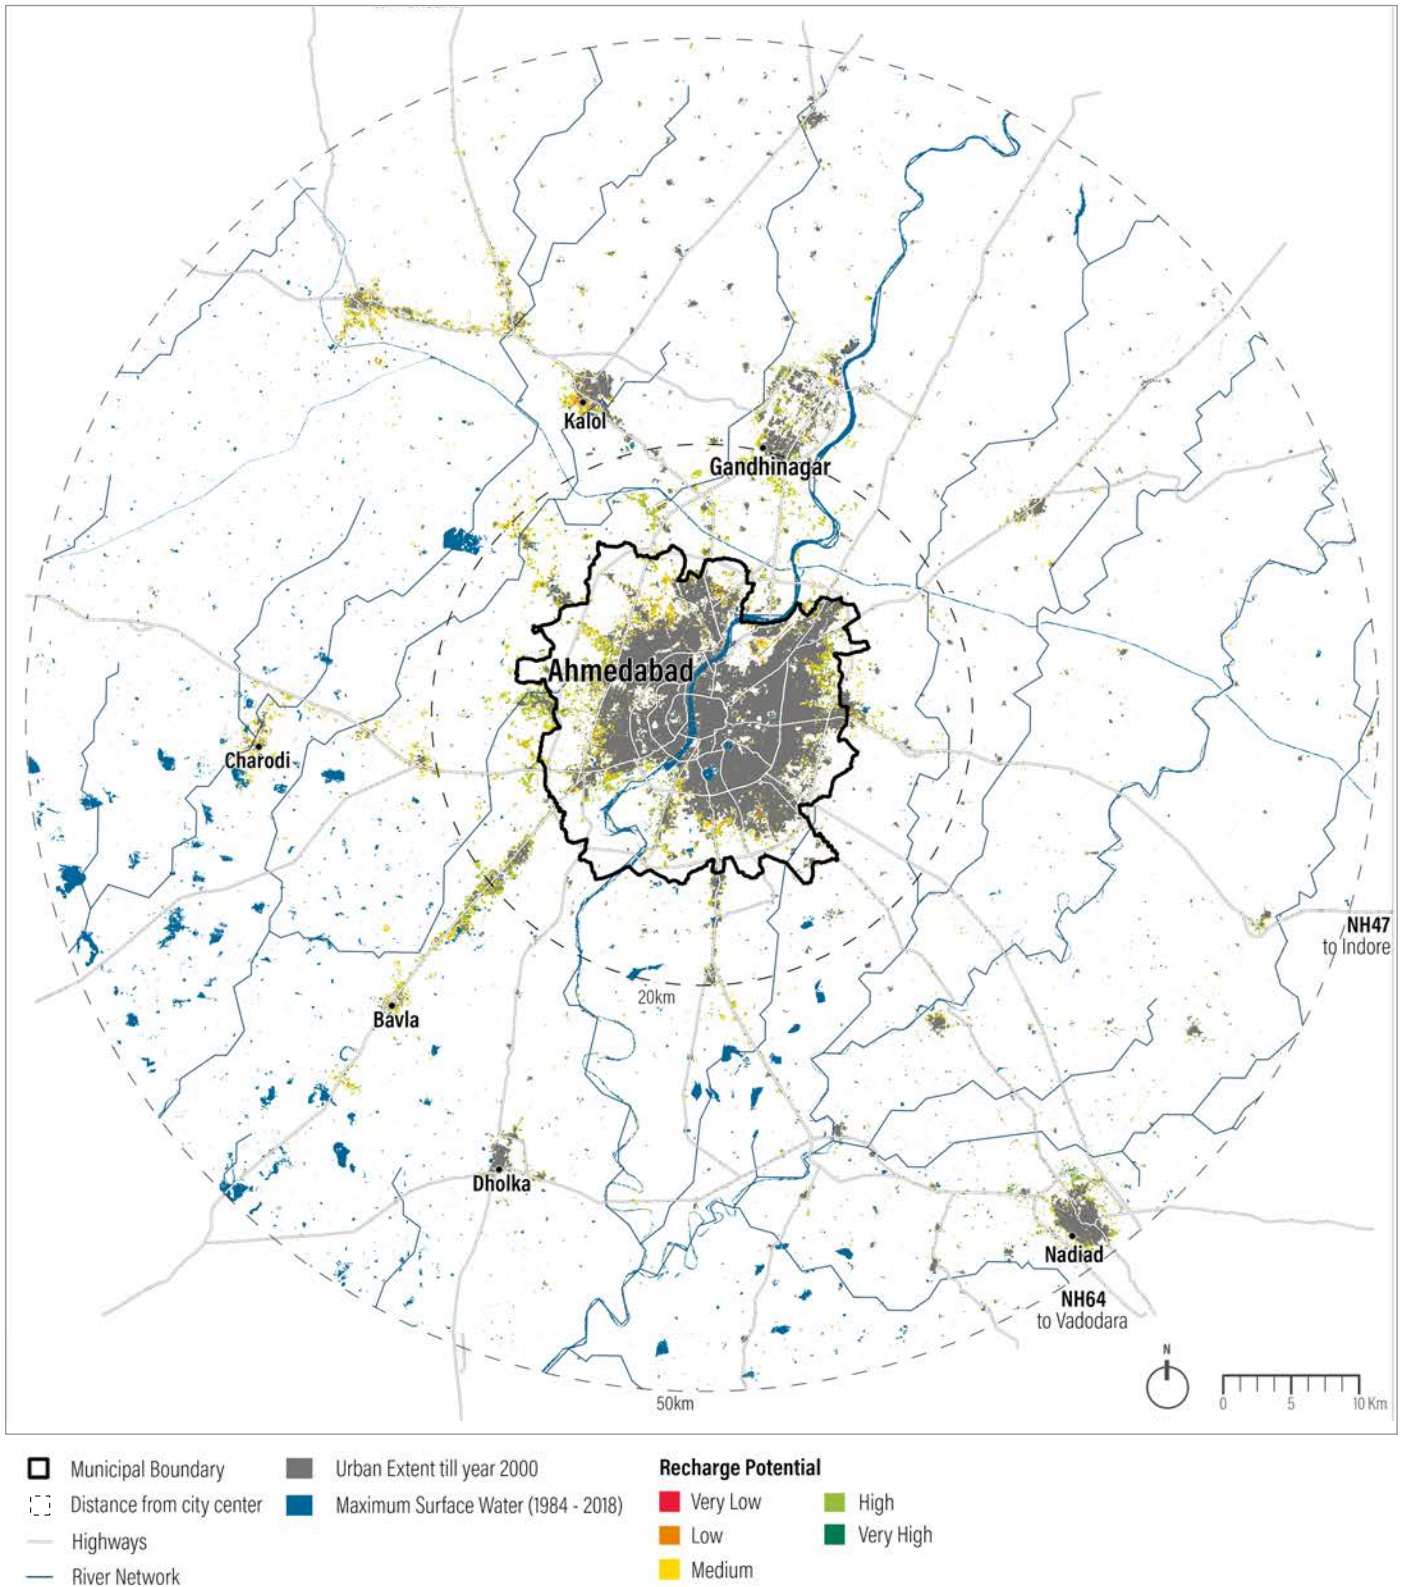 Kalol
Gandhinagar
Ahmedabad
Charodi
NH47
to Indore
20km
Bavla
Dholka
Nadiad
NH64
to Vadodara
N
50km
0 5 10 Km
Municipal Boundary
Distance from city center
Highways
River Network
Urban Extent till year 2000
Maximum Surface Water (1984 - 2018)
Recharge Potential
Very Low
Low
Medium
High
Very High